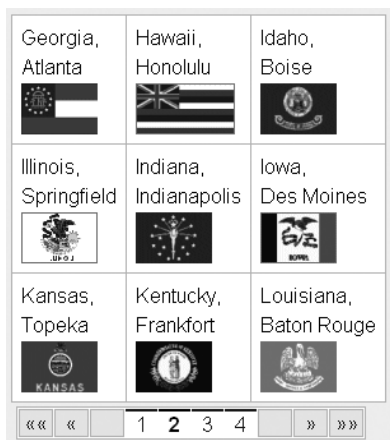 Georgia,
Atlanta
Hawaii,
Honolulu
Idaho,
Boise
Illinois,
Springfield
Indiana,
Indianapolis
Iowa,
Des Moines
Kansas,
Topeka
KANSAS
Kentucky,
Frankfort
Louisiana,
Baton Rouge
«« « 1 2 3 4 » »»